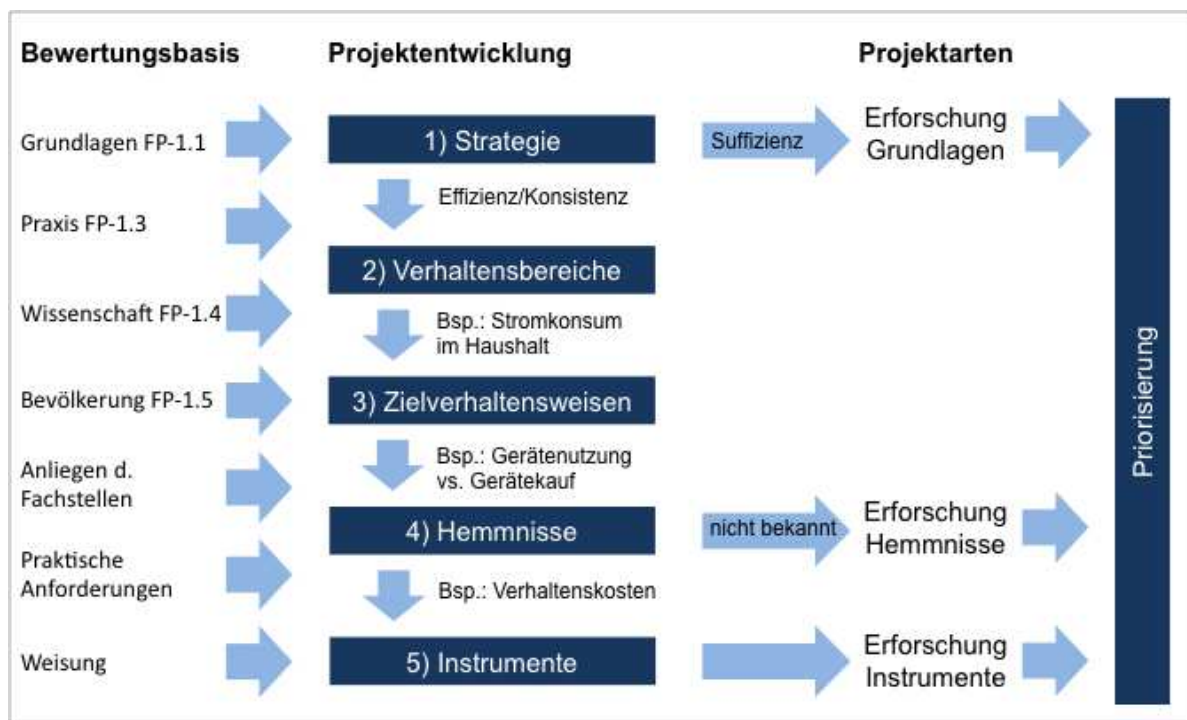 Bewertungsbasis
Projektentwicklung
Projektarten
Grundlagen FP-1.1
Praxis FP-1.3
Wissenschaft FP-1.4
Bevölkerung FP-1.5
Anliegen d.
Fachstellen
Praktische
Anforderungen
Weisung
1) Strategie
Effizienz/Konsistenz
2) Verhaltensbereiche
Bsp.: Stromkonsum
im Haushalt
3) Zielverhaltensweisen
Bsp.: Gerätenutzung
vs. Gerätekauf
4) Hemmnisse
Bsp.: Verhaltenskosten
5) Instrumente
Suffizienz
nicht bekannt
Erforschung
Grundlagen
Erforschung
Hemmnisse
Erforschung
Instrumente
Priorisierung